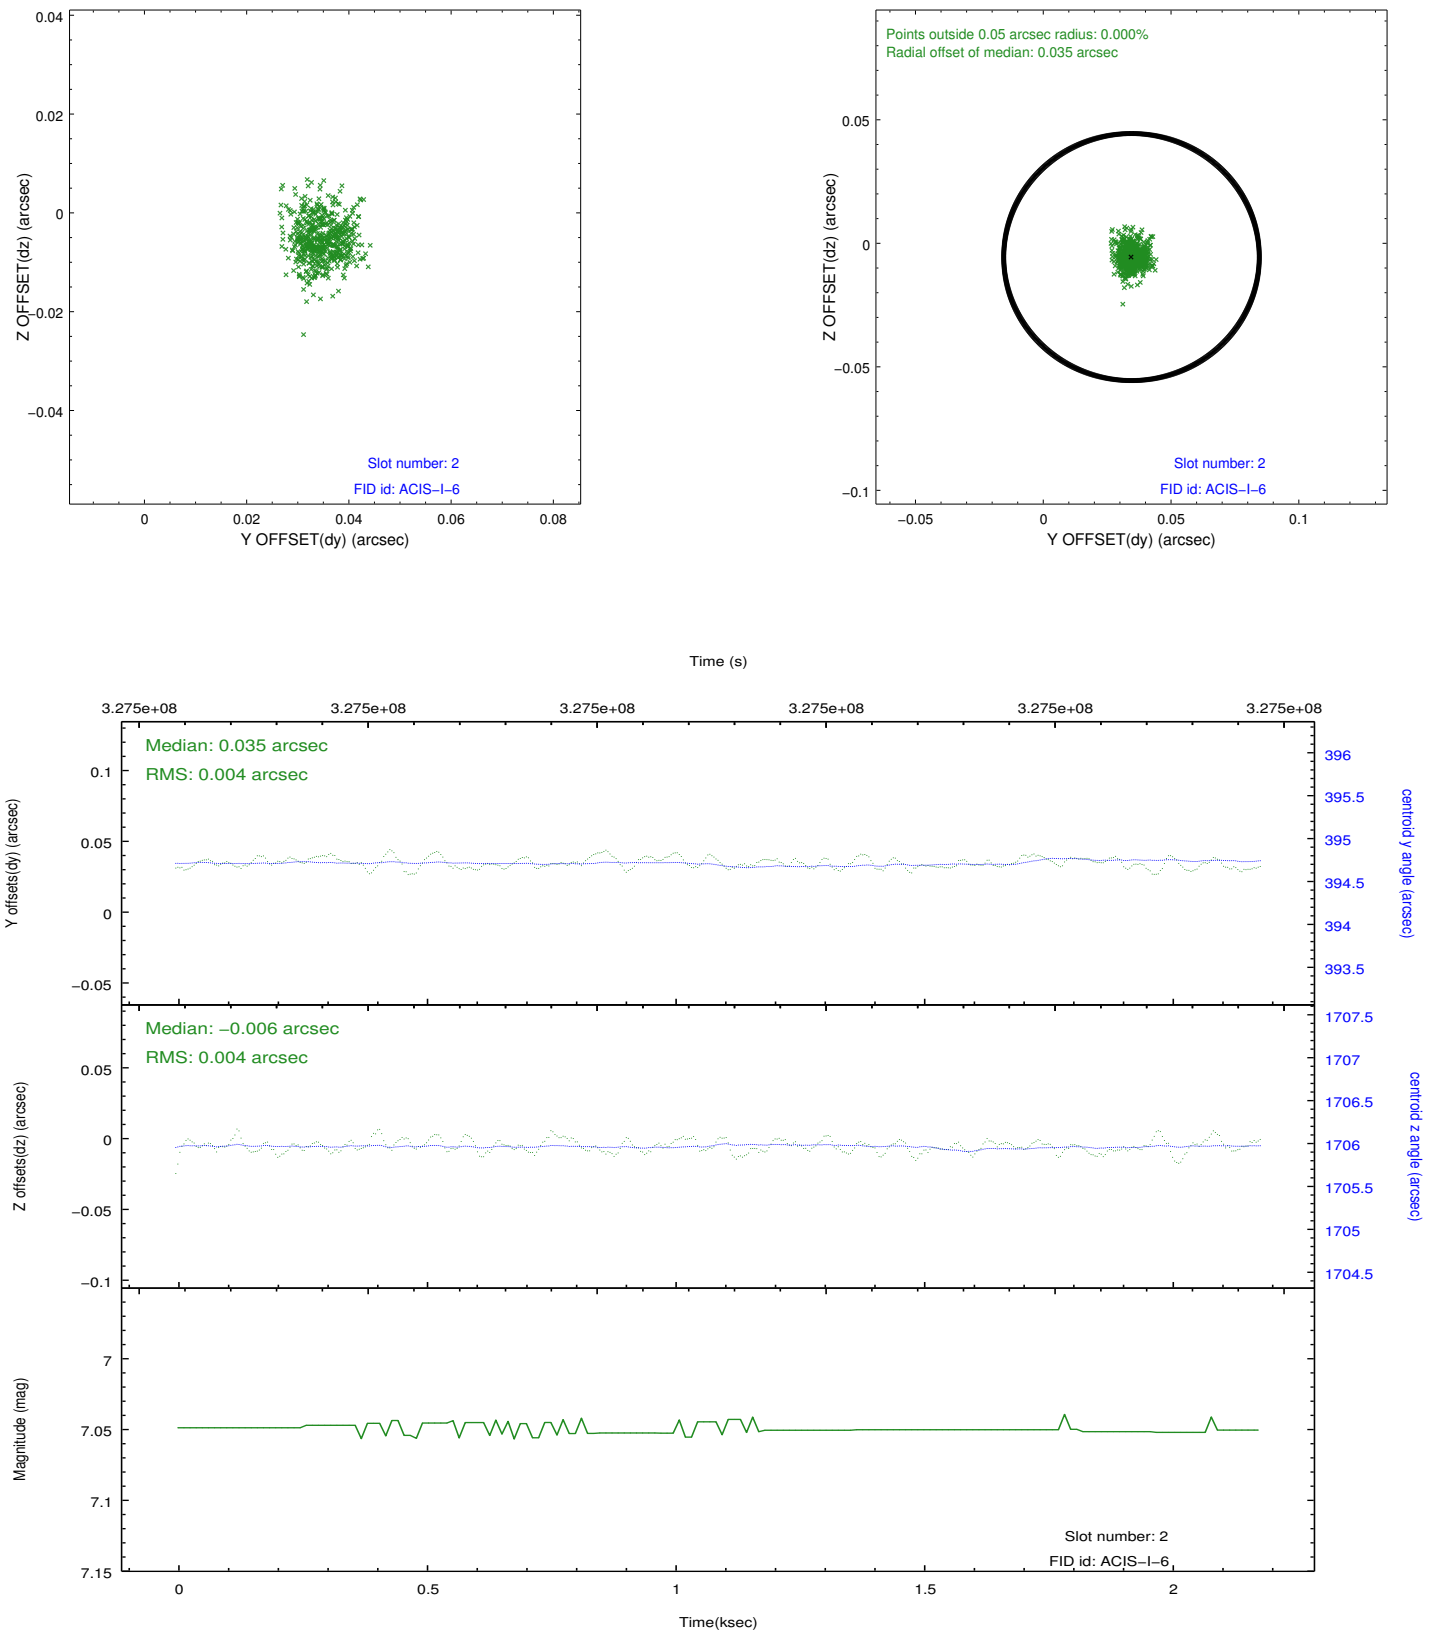 0.04
0.02
0
−0.02
−0.04
Z OFFSET(dz) (arcsec)
Slot number: 2
FID id: ACIS−I−6
0 0.02 0.04 0.06 0.08
Y OFFSET(dy) (arcsec)
Points outside 0.05 arcsec radius: 0.000%
Radial offset of median: 0.035 arcsec
0.05
0
−0.05
−0.1
Z OFFSET(dz) (arcsec)
Slot number: 2
FID id: ACIS−I−6
−0.05 0 0.05 0.1
Y OFFSET(dy) (arcsec)
Time (s)
3.275e+08 3.275e+08 3.275e+08 3.275e+08 3.275e+08 3.275e+08
Median: 0.035 arcsec
RMS: 0.004 arcsec
0.1
0.05
0
−0.05
Y offsets(dy) (arcsec)
396
395.5
395
394.5
394
393.5
centroid y angle (arcsec)
Median: −0.006 arcsec
RMS: 0.004 arcsec
0.05
0
−0.05
−0.1
Z offsets(dz) (arcsec)
1707.5
1707
1706.5
1706
1705.5
1705
1704.5
centroid z angle (arcsec)
7
7.05
7.1
7.15
Magnitude (mag)
Slot number: 2
FID id: ACIS−I−6
0 0.5 1 1.5 2
Time(ksec)